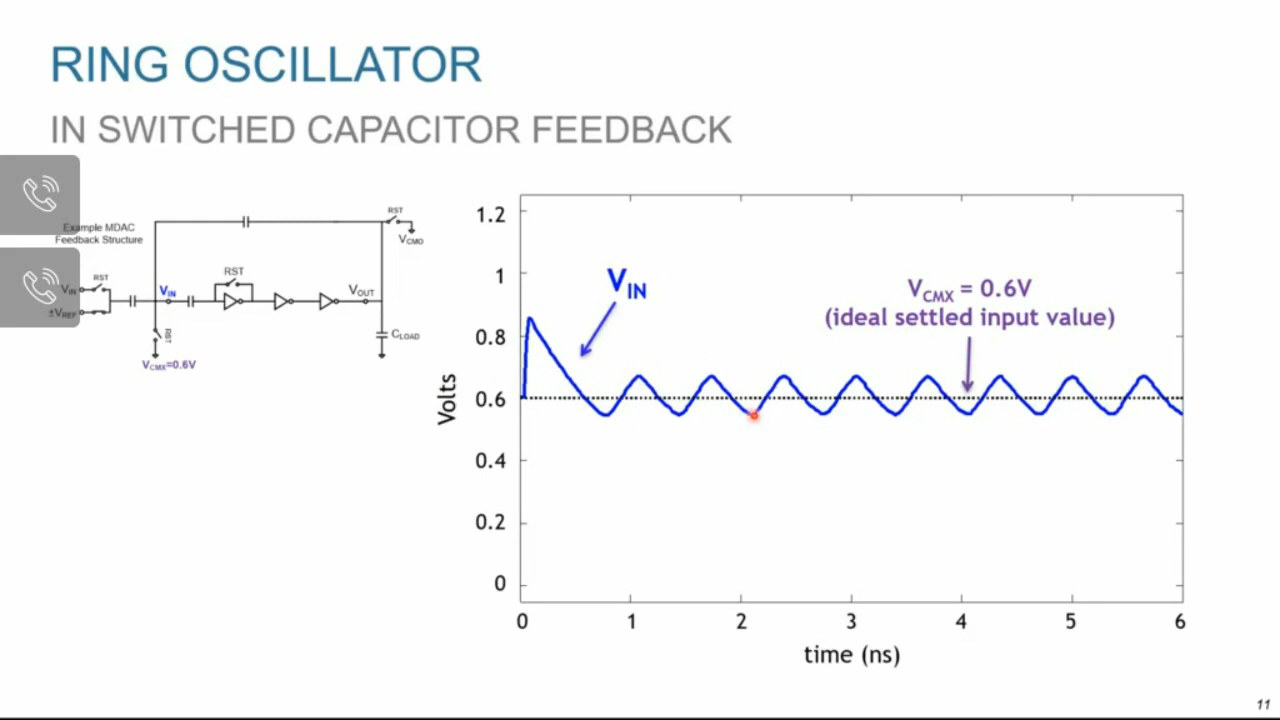 RING OSCILLATOR
IN SWITCHED CAPACITOR FEEDBACK
Example MDAC
Feedback Structure
RST
VIN
±VREF
RST
VCMX=0.6V
VIN
RST
VOUT
RST
VCMO
CLOAD
1.2
1
0.8
0.6
0.4
0.2
0
Volts
VIN
VCMX = 0.6V
(ideal settled input value)
0 1 2 3 4 5 6
time (ns)
11